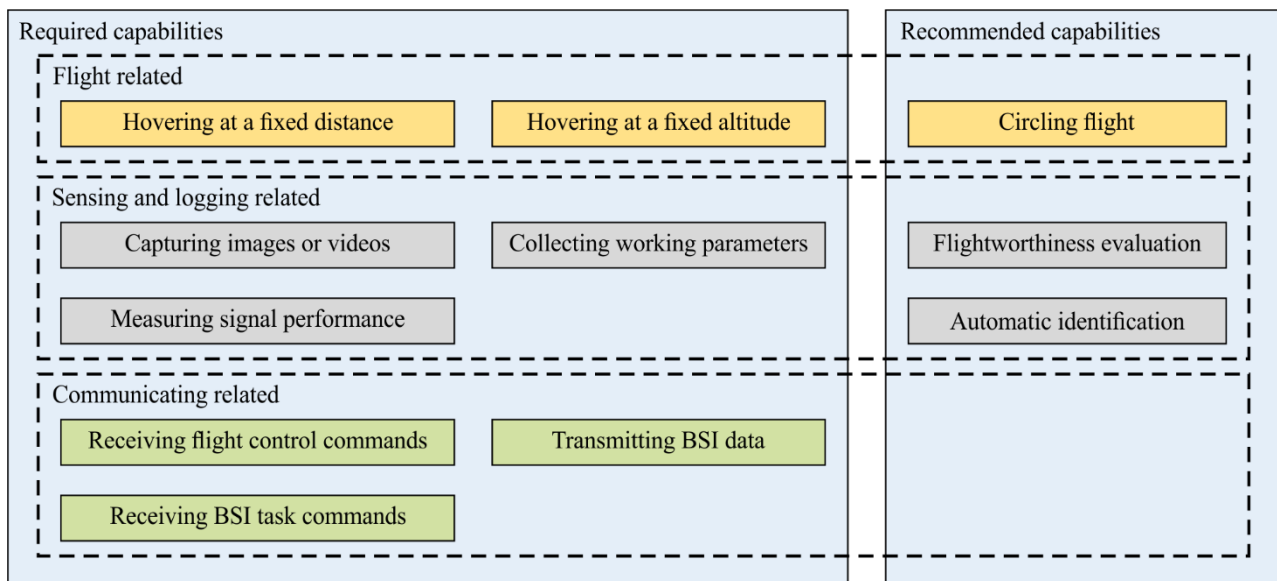 Required capabilities
Recommended capabilities
Flight related
Hovering at a fixed distance
Hovering at a fixed altitude
Circling flight
Sensing and logging related
Capturing images or videos
Collecting working parameters
Flightworthiness evaluation
Measuring signal performance
Automatic identification
Communicating related
Receiving flight control commands
Transmitting BSI data
Receiving BSI task commands